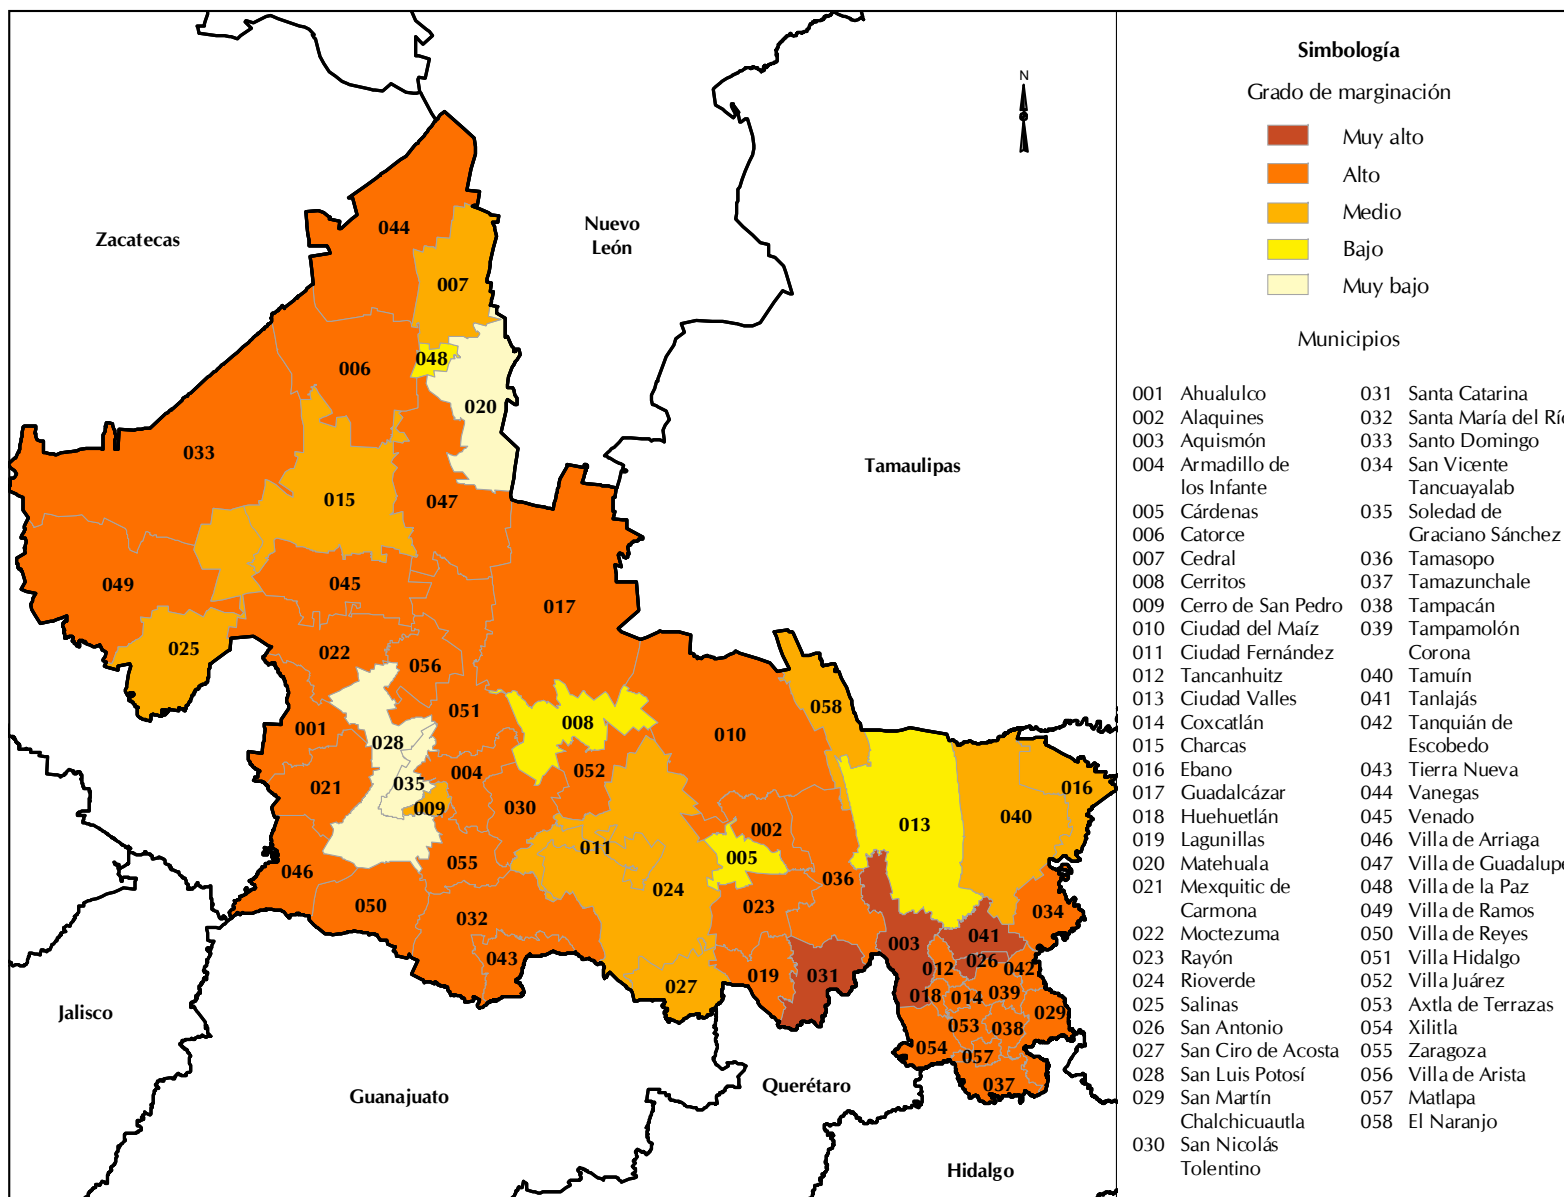 Simbología
Grado de marginación
Muy alto
Alto
Medio
Bajo
Muy bajo
Municipios
001 Ahualulco
002 Alaquines
003 Aquismón
004 Armadillo de
los Infante
005 Cárdenas
006 Catorce
007 Cedral
008 Cerritos
009 Cerro de San Pedro
010 Ciudad del Maíz
011 Ciudad Fernández
012 Tancanhuitz
013 Ciudad Valles
014 Coxcatlán
015 Charcas
016 Ebano
017 Guadalcázar
018 Huehuetlán
019 Lagunillas
020 Matehuala
021 Mexquitic de
Carmona
022 Moctezuma
023 Rayón
024 Rioverde
025 Salinas
026 San Antonio
027 San Ciro de Acosta
028 San Luis Potosí
029 San Martín
Chalchicuautla
030 San Nicolás
Tolentino
031 Santa Catarina
032 Santa María del Río
033 Santo Domingo
034 San Vicente
Tancuayalab
035 Soledad de
Graciano Sánchez
036 Tamasopo
037 Tamazunchale
038 Tampacán
039 Tampamolón
Corona
040 Tamuín
041 Tanlajás
042 Tanquián de
Escobedo
043 Tierra Nueva
044 Vanegas
045 Venado
046 Villa de Arriaga
047 Villa de Guadalupe
048 Villa de la Paz
049 Villa de Ramos
050 Villa de Reyes
051 Villa Hidalgo
052 Villa Juárez
053 Axtla de Terrazas
054 Xilitla
055 Zaragoza
056 Villa de Arista
057 Matlapa
058 El Naranjo
N
Zacatecas
Nuevo
León
Tamaulipas
Jalisco
Guanajuato
Querétaro
Hidalgo
044
007
048
006
020
033
015
047
049
045
017
025
022
056
058
001
051
008
010
028
021
035
004
052
016
009
030
013
040
002
011
005
046
055
024
036
050
032
023
034
003
041
043
019
031
012
026
042
027
018
014
039
029
053
038
054
057
037